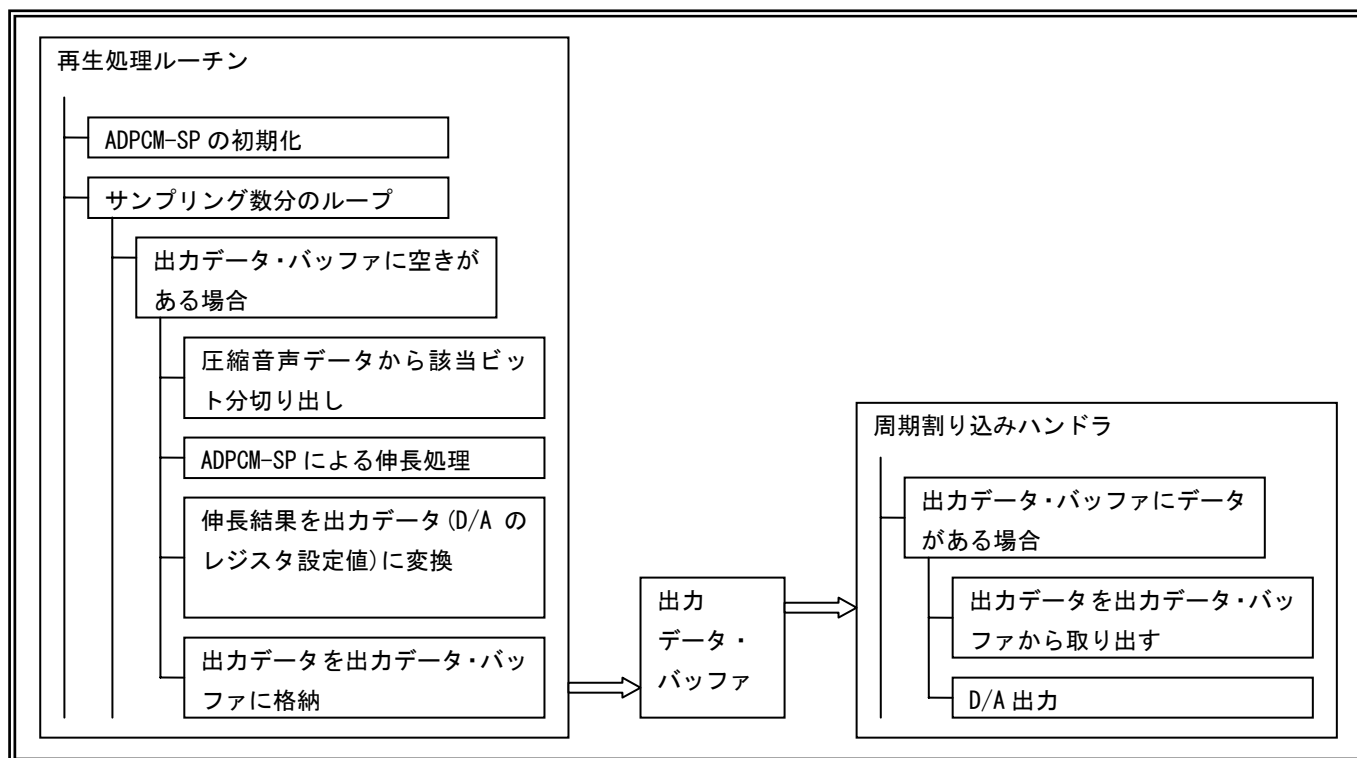 再生処理ルーチン
ADPCM-SP の初期化
サンプリング数分のループ
出力データ・バッファに空きが
ある場合
圧縮音声データから該当ビッ
ト分切り出し
ADPCM-SP による伸長処理
伸長結果を出力データ(D/A の
レジスタ設定値)に変換
出力データを出力データ・バッ
ファに格納
出力
データ・
バッファ
周期割り込みハンドラ
出力データ・バッファにデータ
がある場合
出力データを出力データ・バッ
ファから取り出す
D/A 出力